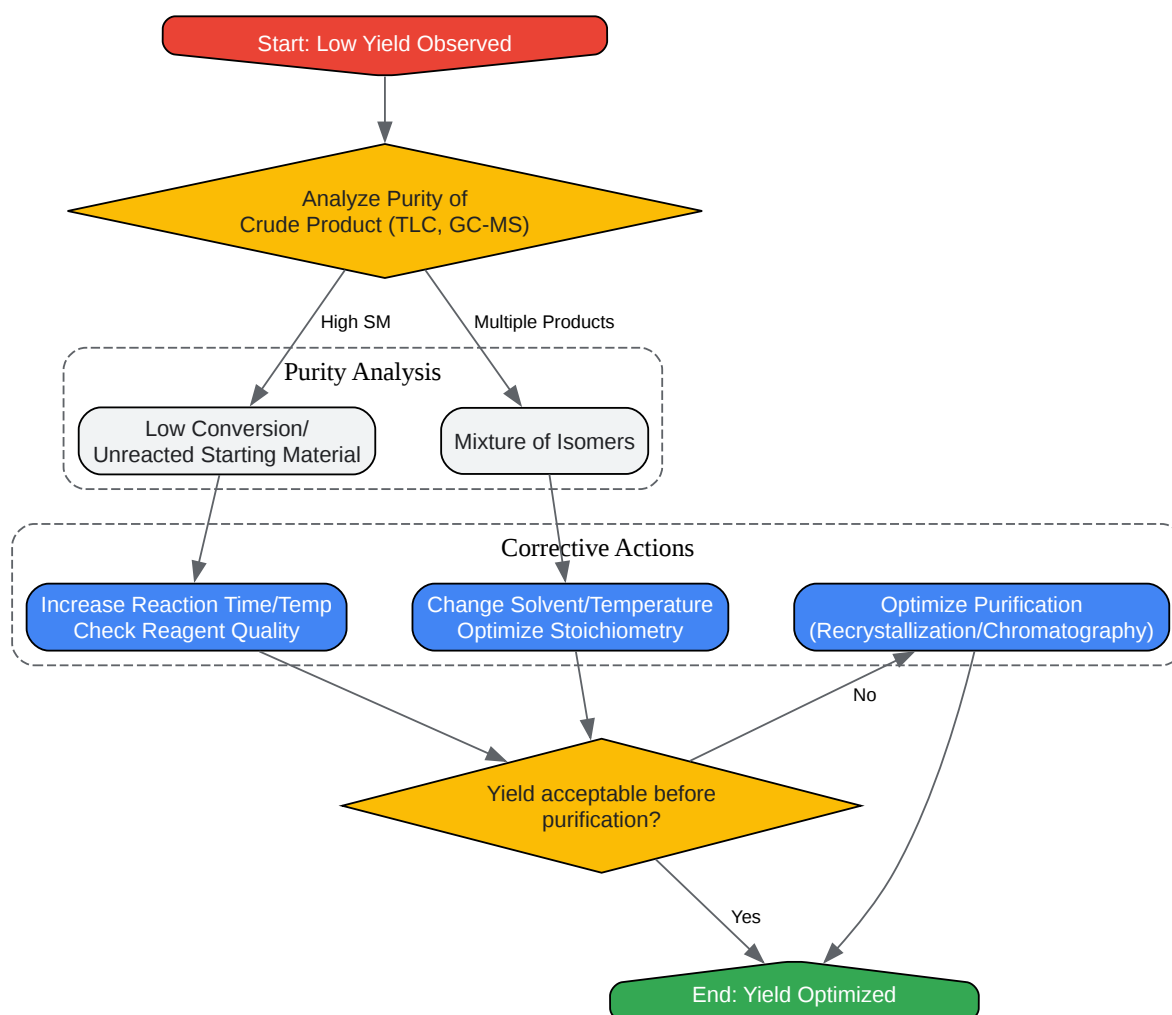 Start: Low Yield Observed
Analyze Purity of
Crude Product (TLC, GC-MS)
High SM
Multiple Products
Purity Analysis
Low Conversion/
Unreacted Starting Material
Mixture of Isomers
Corrective Actions
Increase Reaction Time/Temp
Check Reagent Quality
Change Solvent/Temperature
Optimize Stoichiometry
Optimize Purification
(Recrystallization/Chromatography)
No
Yield acceptable before
purification?
Yes
End: Yield Optimized